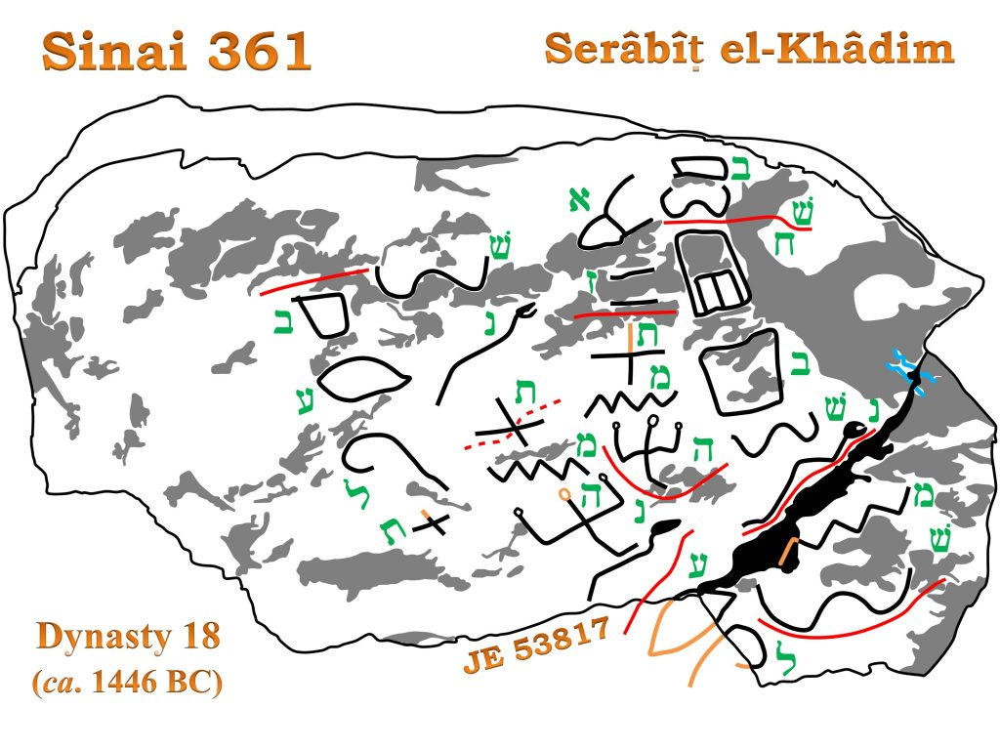 Sinai 361
Serâbîṭ el-Khâdim
ב
א
שׁ
ח
שׁ
ז
ב
נ
ת
ב
מ
ת
ע
שׁ
נ
מ
ה
ל
ה
מ
נ
ת
שׁ
ע
ל
Dynasty 18
(ca. 1446 BC)
JE 53817